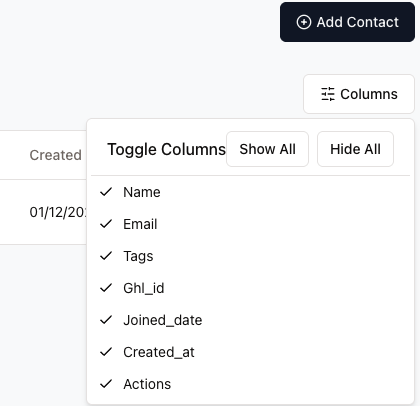 Add Contact
Columns
Created
01/12/20
Toggle Columns Show All Hide All
Name
Email
Tags
Ghl_id
Joined_date
Created_at
Actions